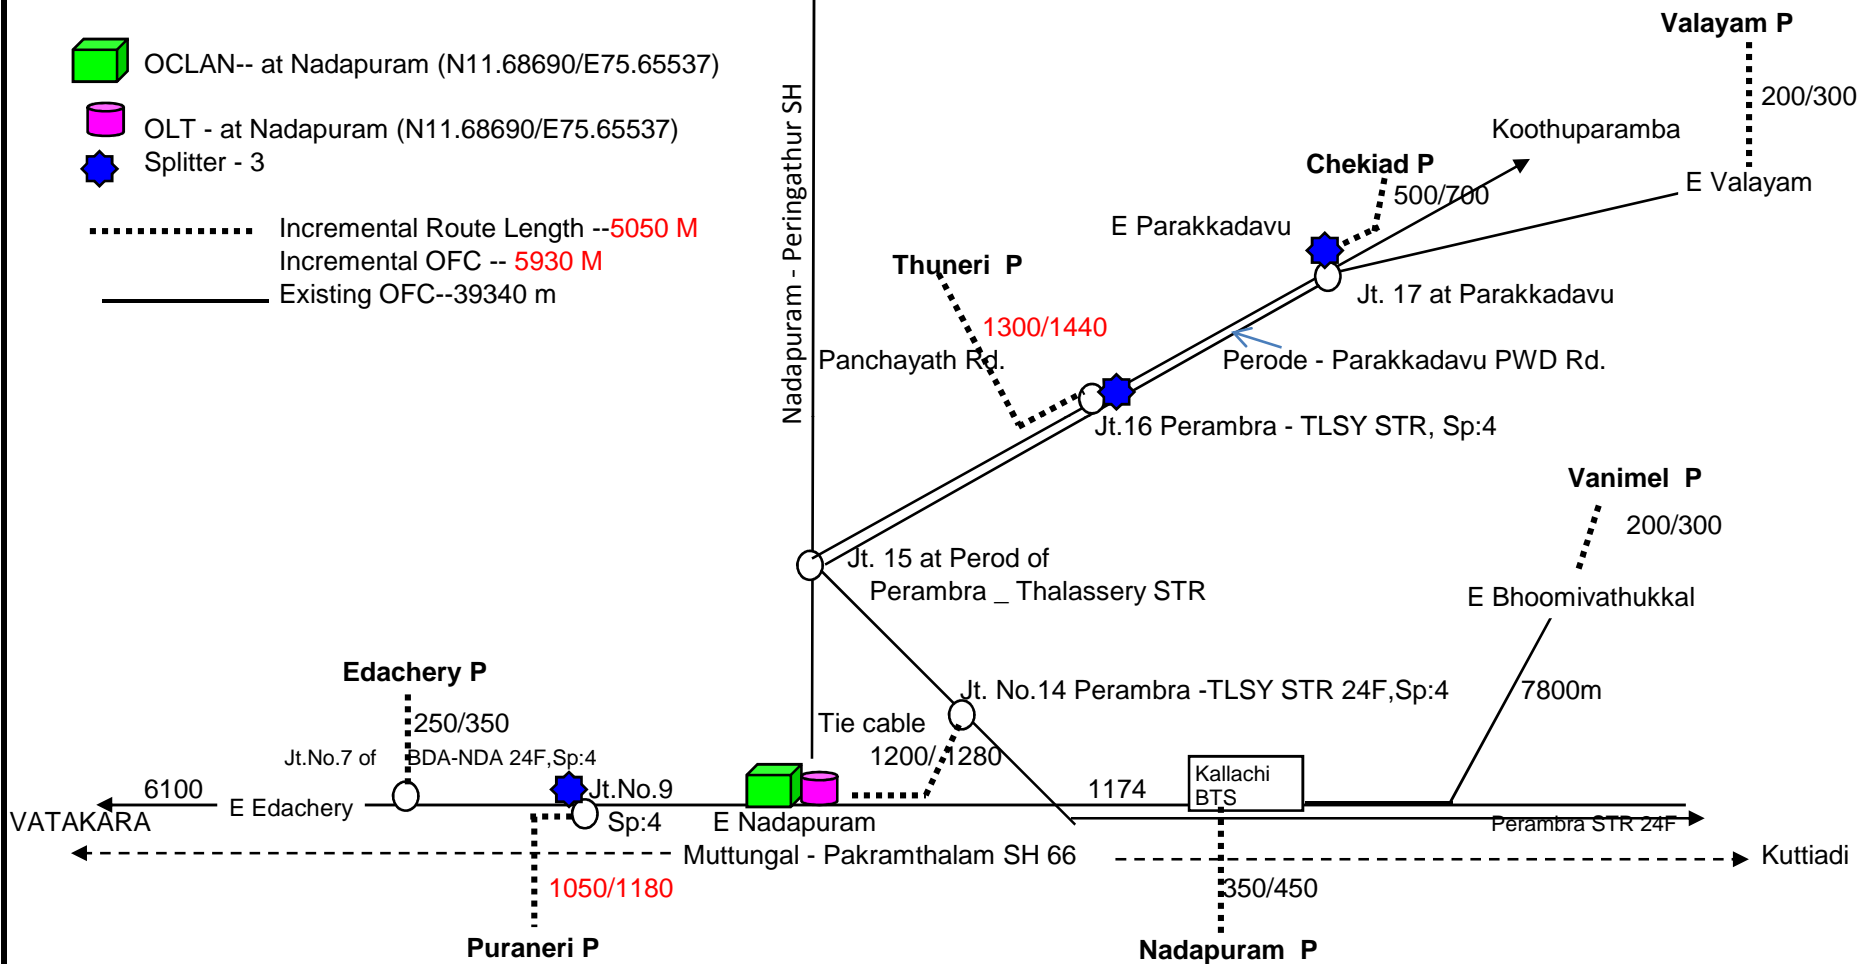 Valayam P
OCLAN-- at Nadapuram (N11.68690/E75.65537)
200/300
OLT - at Nadapuram (N11.68690/E75.65537)
Splitter - 3
Koothuparamba
Chekiad P
E Valayam
500/700
Incremental Route Length --5050 M
E Parakkadavu
Incremental OFC -- 5930 M
Thuneri P
Existing OFC--39340 m
Jt. 17 at Parakkadavu
Nadapuram - Peringathur SH
1300/1440
Panchayath Rd.
Perode - Parakkadavu PWD Rd.
Jt.16 Perambra - TLSY STR, Sp:4
Vanimel P
200/300
Jt. 15 at Perod of
Perambra _ Thalassery STR
E Bhoomivathukkal
Edachery P
Jt. No.14 Perambra -TLSY STR 24F,Sp:4
7800m
250/350
Tie cable
Jt.No.7 of BDA-NDA 24F,Sp:4
1200/ 1280
Kallachi
BTS
6100
Jt.No.9
1174
E Edachery
VATAKARA
Sp:4
E Nadapuram
Perambra STR 24F
Muttungal - Pakramthalam SH 66
Kuttiadi
1050/1180
350/450
Puraneri P
Nadapuram P